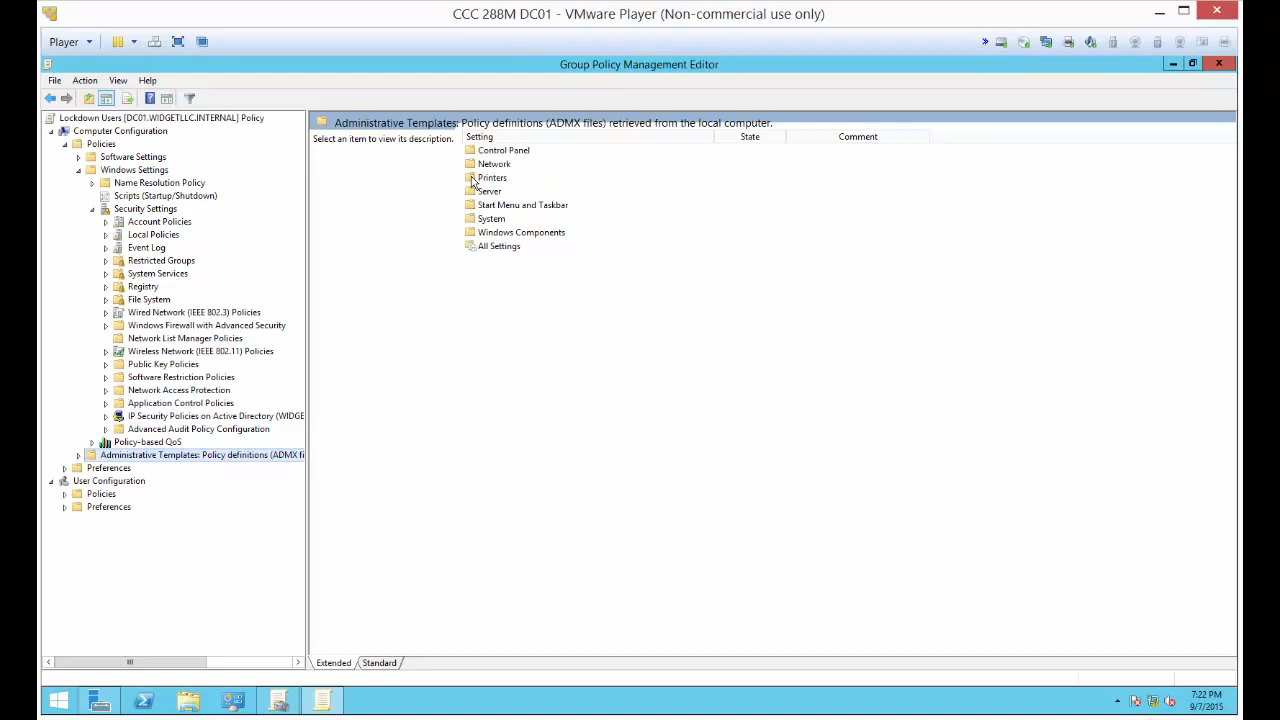 CCC 288M DC01 - VMware Player (Non-commercial use only)
Player
Group Policy Management Editor
File Action View Help
Lockdown Users [DC01.WIDGETLLC.INTERNAL] Policy
Computer Configuration
Policies
Software Settings
Windows Settings
Name Resolution Policy
Scripts (Startup/Shutdown)
Security Settings
Account Policies
Local Policies
Event Log
Restricted Groups
System Services
Registry
File System
Wired Network (IEEE 802.3) Policies
Windows Firewall with Advanced Security
Network List Manager Policies
Wireless Network (IEEE 802.11) Policies
Public Key Policies
Software Restriction Policies
Network Access Protection
Application Control Policies
IP Security Policies on Active Directory (WIDGE
Advanced Audit Policy Configuration
Policy-based QoS
Administrative Templates: Policy definitions (ADMX fi
Preferences
User Configuration
Policies
Preferences
Administrative Templates: Policy definitions (ADMX files) retrieved from the local computer.
Select an item to view its description.
Setting State Comment
Control Panel
Network
Printers
Server
Start Menu and Taskbar
System
Windows Components
All Settings
Extended Standard
7:22 PM
9/7/2015